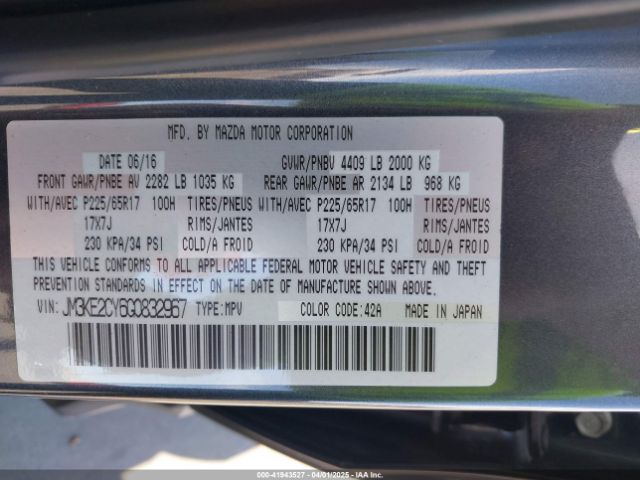 MFD. BY MAZDA MOTOR CORPORATION
DATE 06/16 GVWR/PNBV 4409 LB 2000 KG
FRONT GAWR/PNBE AV 2282 LB 1035 KG REAR GAWR/PNBE AR 2134 LB 968 KG
WITH/AVEC P225/65R17 100H TIRES/PNEUS WITH/AVEC P225/65R17 100H TIRES/PNEUS
17X7J RIMS/JANTES 17X7J RIMS/JANTES
230 KPA/34 PSI COLD/A FROID 230 KPA/34 PSI COLD/A FROID
THIS VEHICLE CONFORMS TO ALL APPLICABLE FEDERAL MOTOR VEHICLE SAFETY AND THEFT
PREVENTION STANDARDS IN EFFECT ON THE DATE OF MANUFACTURE SHOWN ABOVE.
VIN: JM3KE2CY6G0832967 TYPE:MPV COLOR CODE:42A MADE IN JAPAN
000-41943527 - 04/01/2025 - IAAI.com